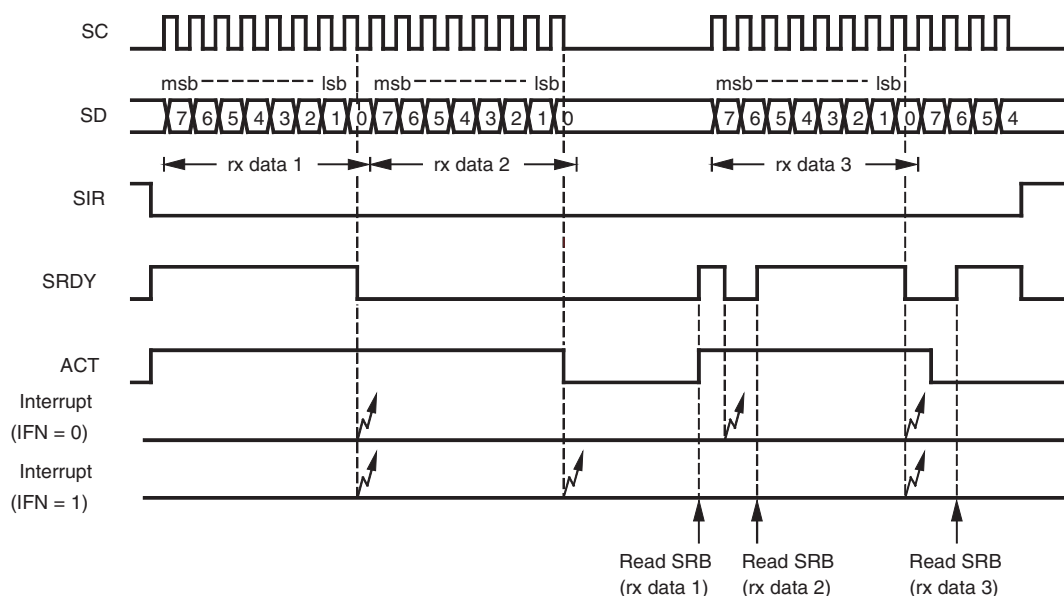 SC
msb lsb msb lsb msb lsb
SD 7 6 5 4 3 2 1 0 7 6 5 4 3 2 1 0 7 6 5 4 3 2 1 0 7 6 5 4
rx data 1 rx data 2 rx data 3
SIR
SRDY
ACT
Interrupt
(IFN = 0)
Interrupt
(IFN = 1)
Read SRB Read SRB Read SRB
(rx data 1) (rx data 2) (rx data 3)